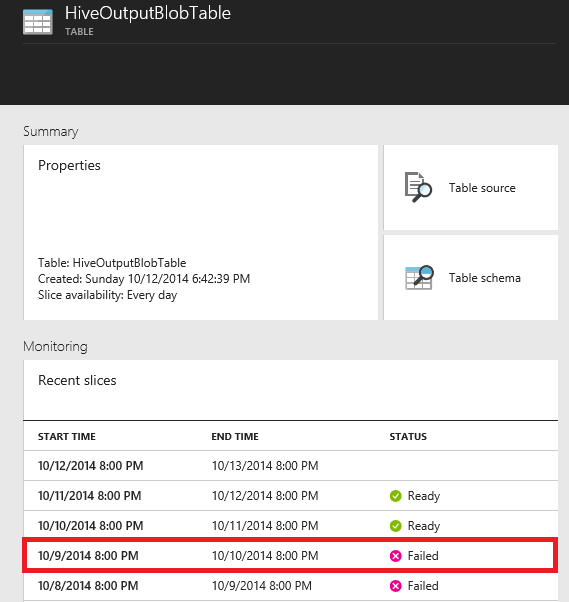 HiveOutputBlobTable
TABLE
Summary
Properties
Table: HiveOutputBlobTable
Created: Sunday 10/12/2014 6:42:39 PM
Slice availability: Every day
Table source
Table schema
Monitoring
Recent slices
START TIME END TIME STATUS
10/12/2014 8:00 PM 10/13/2014 8:00 PM
10/11/2014 8:00 PM 10/12/2014 8:00 PM Ready
10/10/2014 8:00 PM 10/11/2014 8:00 PM Ready
10/9/2014 8:00 PM 10/10/2014 8:00 PM Failed
10/8/2014 8:00 PM 10/9/2014 8:00 PM Failed